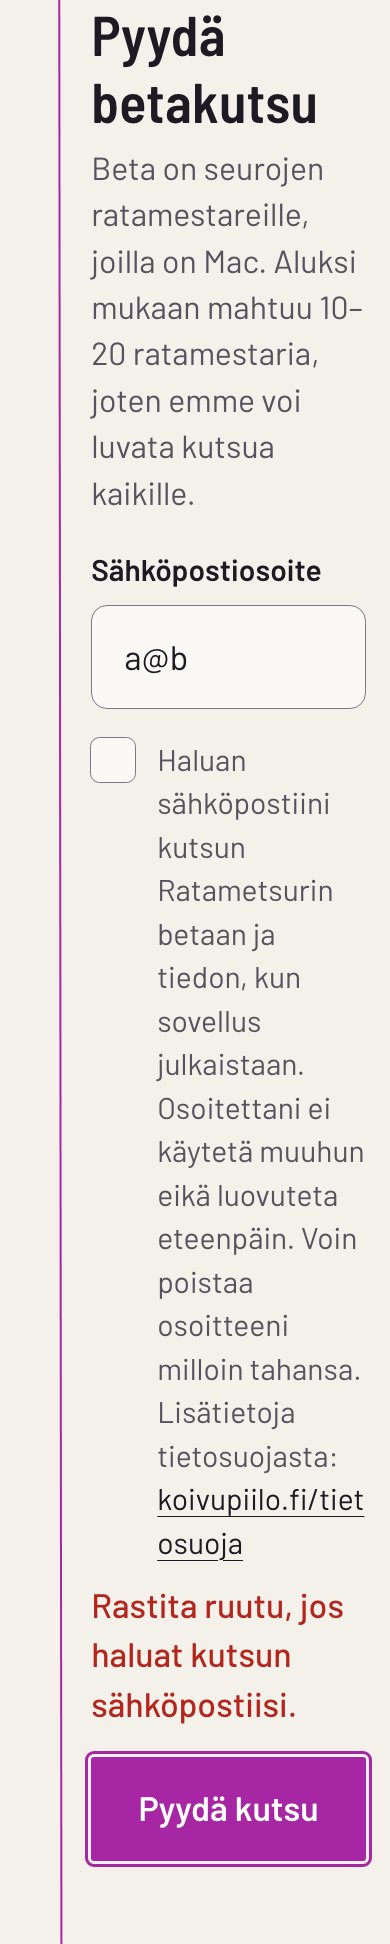 Pyydä
betakutsu
Beta on seurojen
ratamestareille,
joilla on Mac. Aluksi
mukaan mahtuu 10–
20 ratamestaria,
joten emme voi
luvata kutsua
kaikille.
Sähköpostiosoite
a@b
Haluan
sähköpostiini
kutsun
Ratametsurin
betaan ja
tiedon, kun
sovellus
julkaistaan.
Osoitettani ei
käytetä muuhun
eikä luovuteta
eteenpäin. Voin
poistaa
osoitteeni
milloin tahansa.
Lisätietoja
tietosuojasta:
koivupiilo.fi/tiet
osuoja
Rastita ruutu, jos
haluat kutsun
sähköpostiisi.
Pyydä kutsu